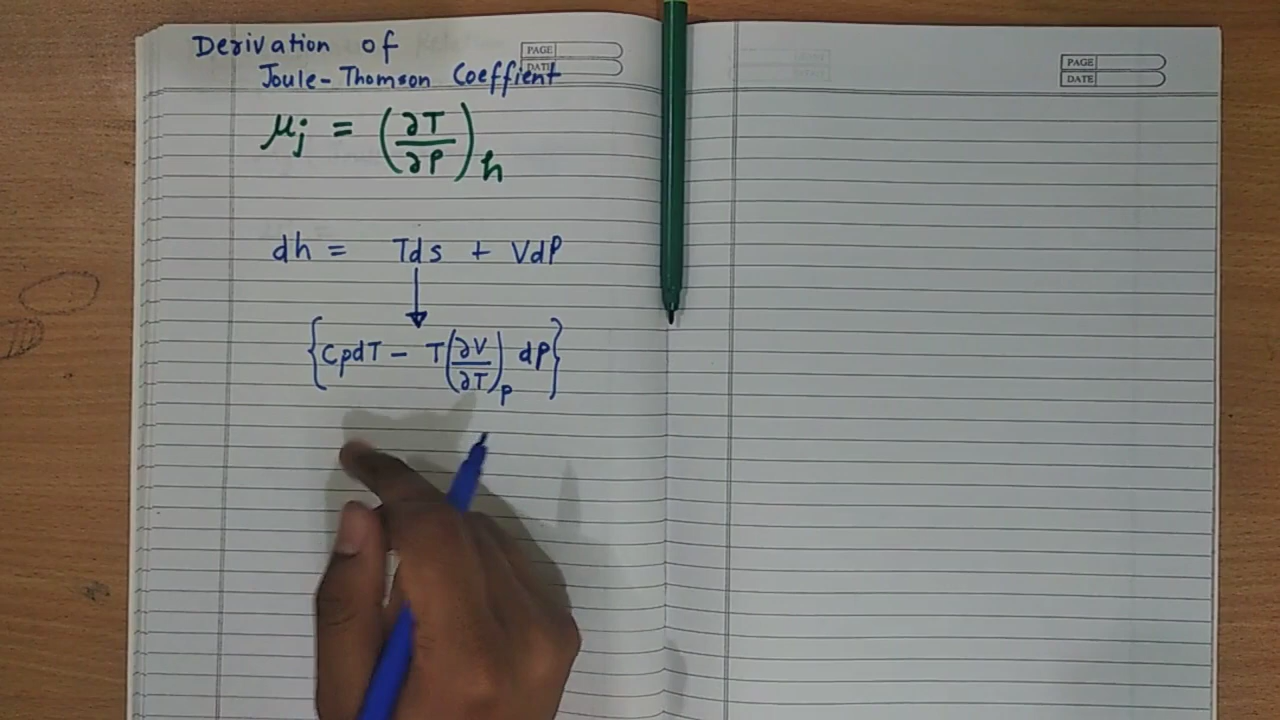 Derivation of
Joule-Thomson Coeffient
PAGE
DATE
μj = (∂T/∂P)h
dh = Tds + VdP
{CpdT - T(∂V/∂T)p dP}
PAGE
DATE